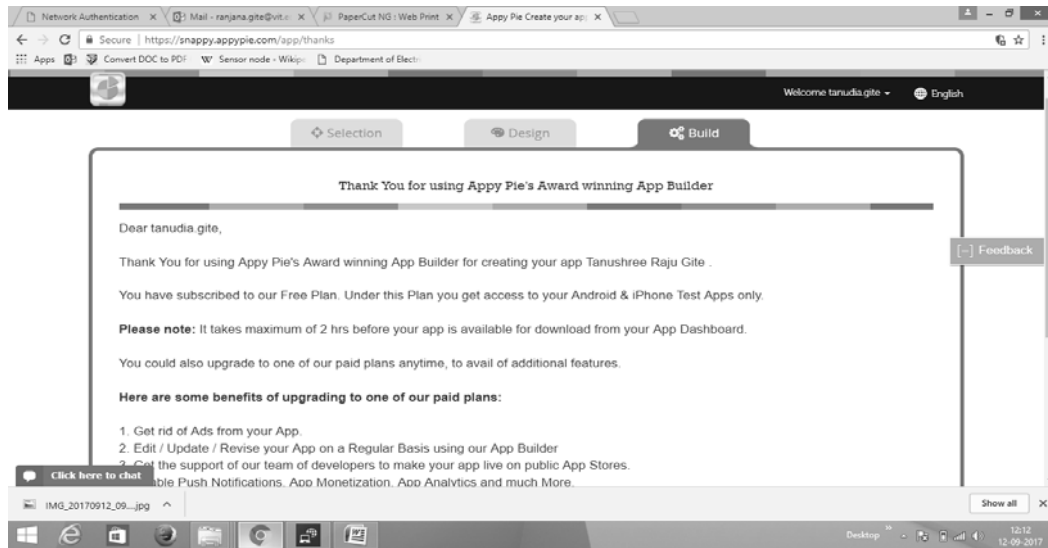 Network Authentication
Mail - ranjana.gite@vit.e
PaperCut NG : Web Print
Appy Pie Create your ap
Secure | https://snappy.appypie.com/app/thanks
Apps Convert DOC to PDF Sensor node - Wikip Department of Electr
Welcome tanudia.gite English
Selection Design Build
Thank You for using Appy Pie's Award winning App Builder
Dear tanudia.gite,
[-] Feedback
Thank You for using Appy Pie's Award winning App Builder for creating your app Tanushree Raju Gite .
You have subscribed to our Free Plan. Under this Plan you get access to your Android & iPhone Test Apps only.
Please note: It takes maximum of 2 hrs before your app is available for download from your App Dashboard.
You could also upgrade to one of our paid plans anytime, to avail of additional features.
Here are some benefits of upgrading to one of our paid plans:
1. Get rid of Ads from your App.
2. Edit / Update / Revise your App on a Regular Basis using our App Builder
3. Get the support of our team of developers to make your app live on public App Stores.
Click here to chat
able Push Notifications, App Monetization, App Analytics and much More.
IMG_20170912_09....jpg Show all
Desktop 12:12
12-09-2017